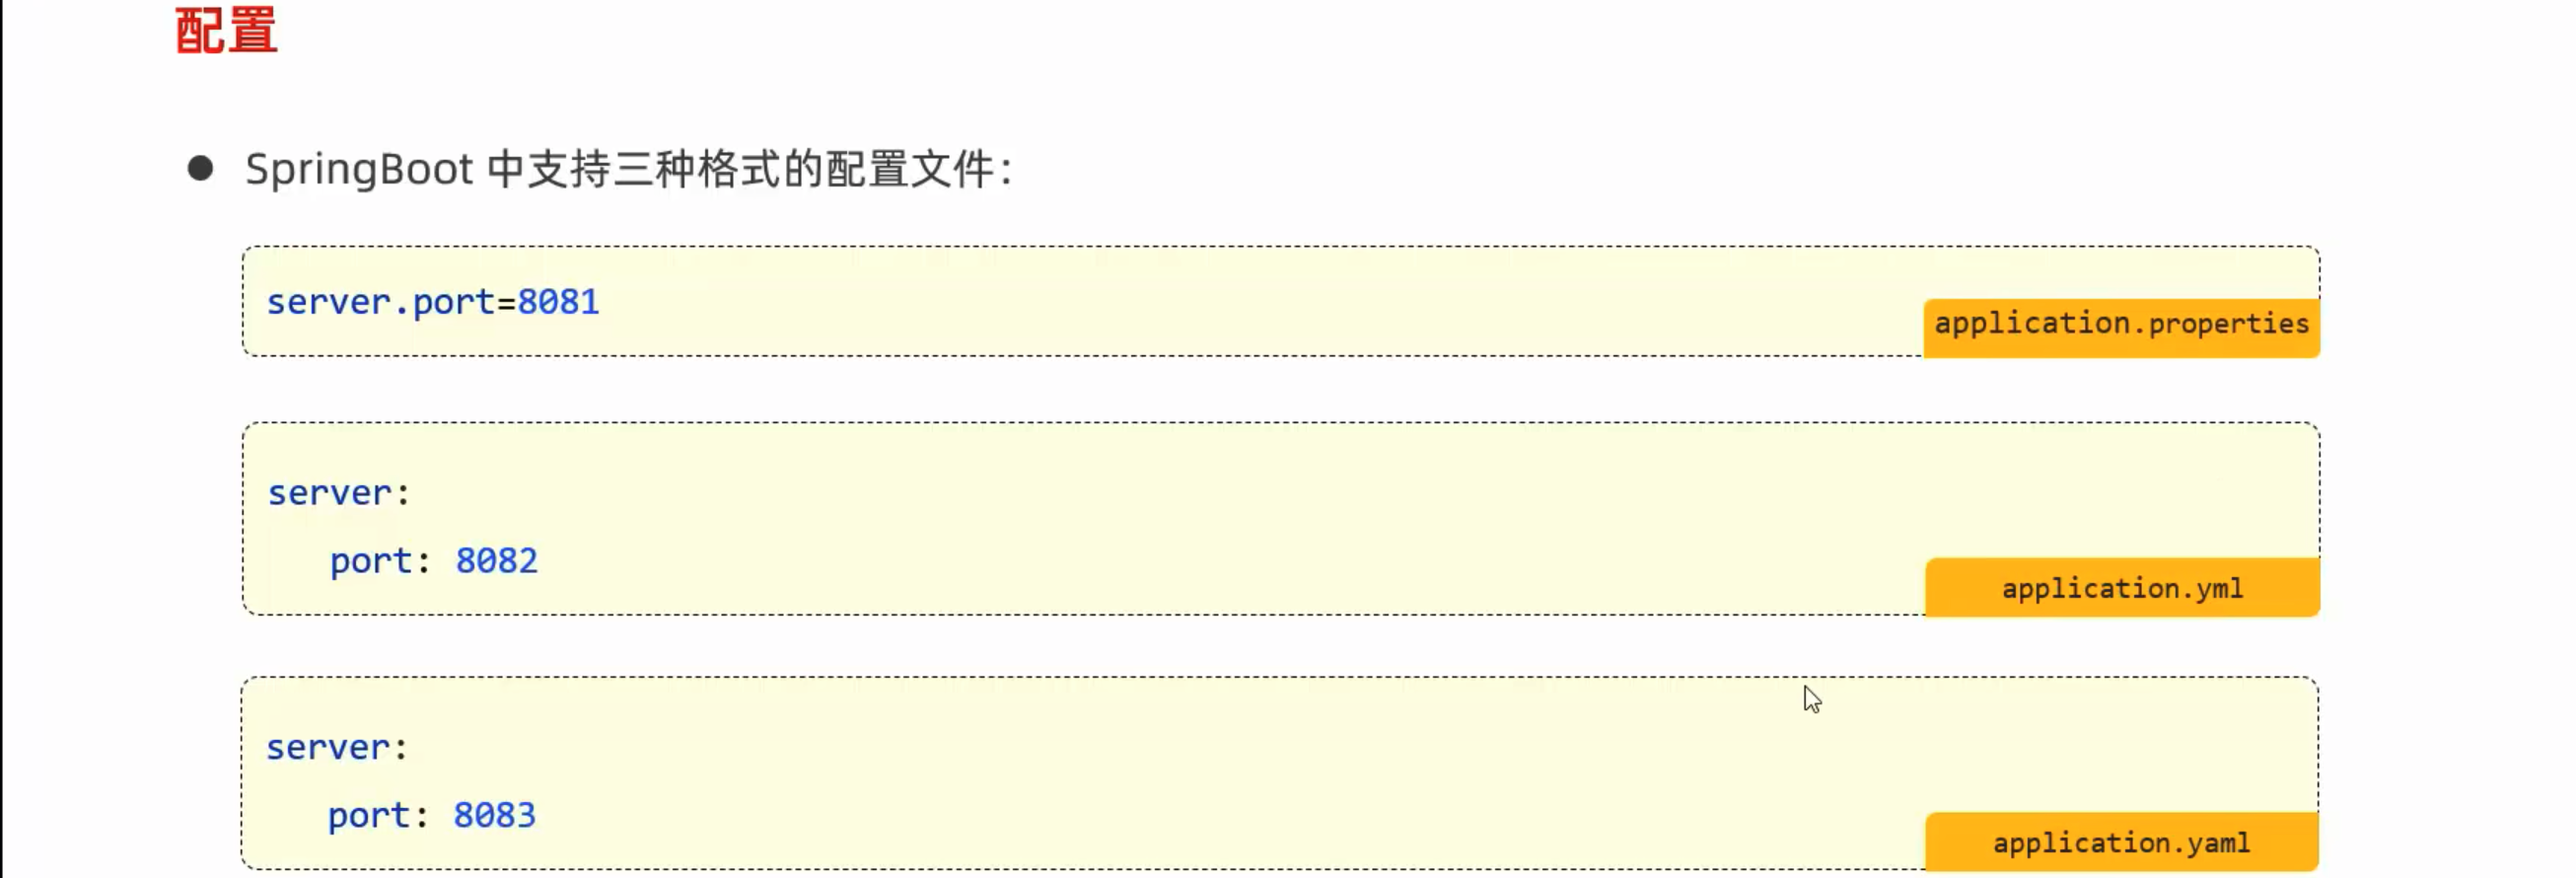 配置
● SpringBoot 中支持三种格式的配置文件：
server.port=8081
application.properties
server:
   port: 8082
application.yml
server:
   port: 8083
application.yaml